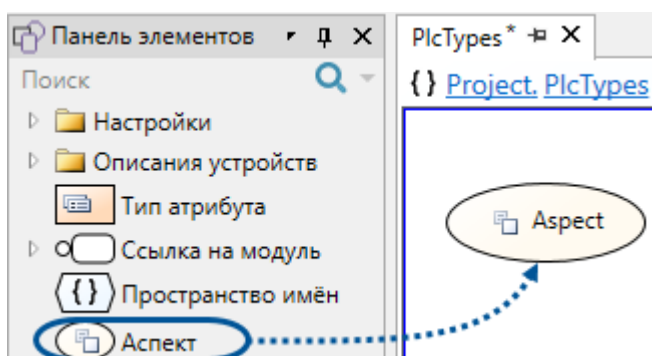 Панель элементов
Поиск
Настройки
Описания устройств
Тип атрибута
Ссылка на модуль
{ } Пространство имён
Аспект
PlcTypes*
{ } Project. PlcTypes
Aspect